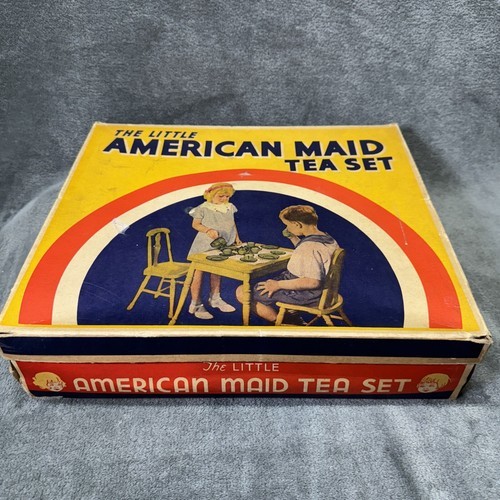 THE LITTLE
AMERICAN MAID
TEA SET
The LITTLE
AMERICAN MAID TEA SET